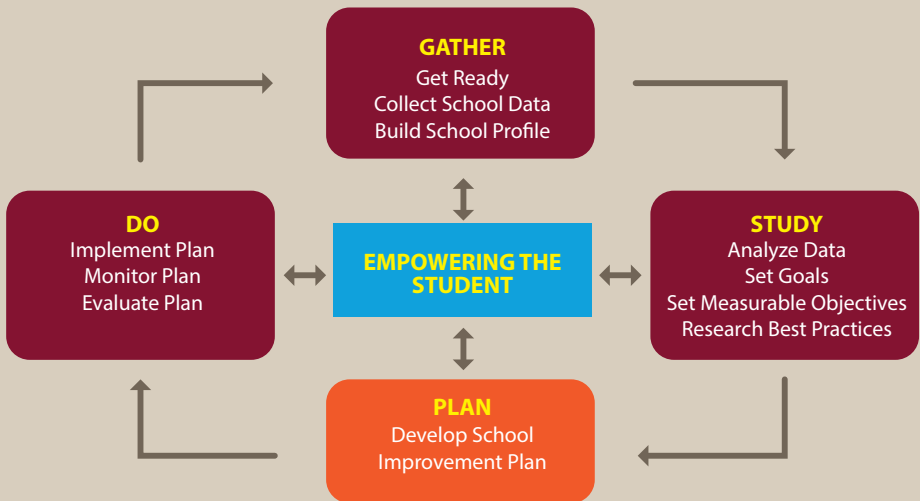 GATHER
Get Ready
Collect School Data
Build School Profile
DO
Implement Plan
Monitor Plan
Evaluate Plan
EMPOWERING THE
STUDENT
STUDY
Analyze Data
Set Goals
Set Measurable Objectives
Research Best Practices
PLAN
Develop School
Improvement Plan